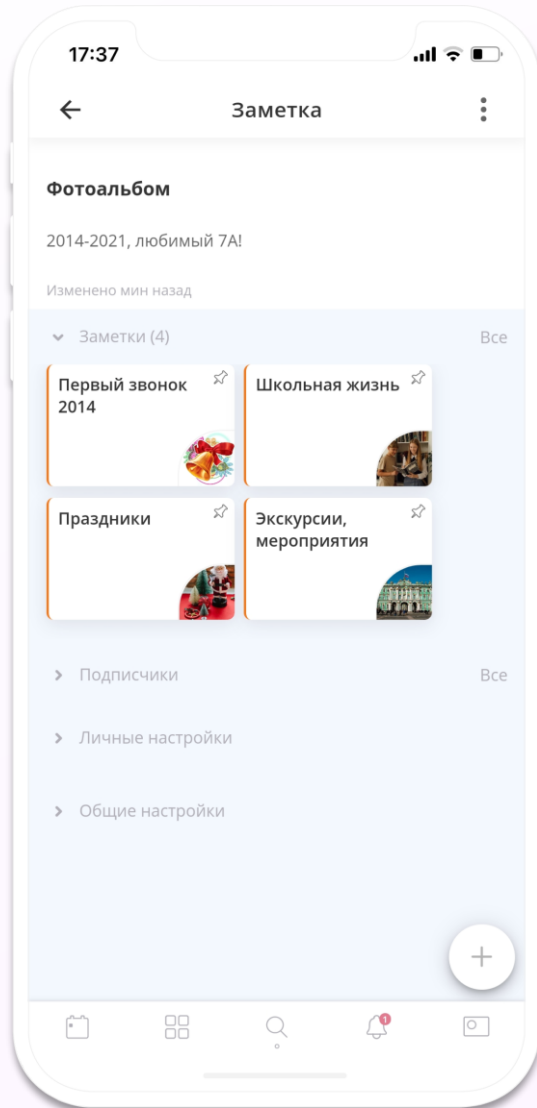 17:37
Заметка
Фотоальбом
2014-2021, любимый 7А!
Изменено мин назад
Заметки (4)
Все
Первый звонок
2014
Школьная жизнь
Праздники
Экскурсии,
мероприятия
Подписчики
Все
Личные настройки
Общие настройки
1